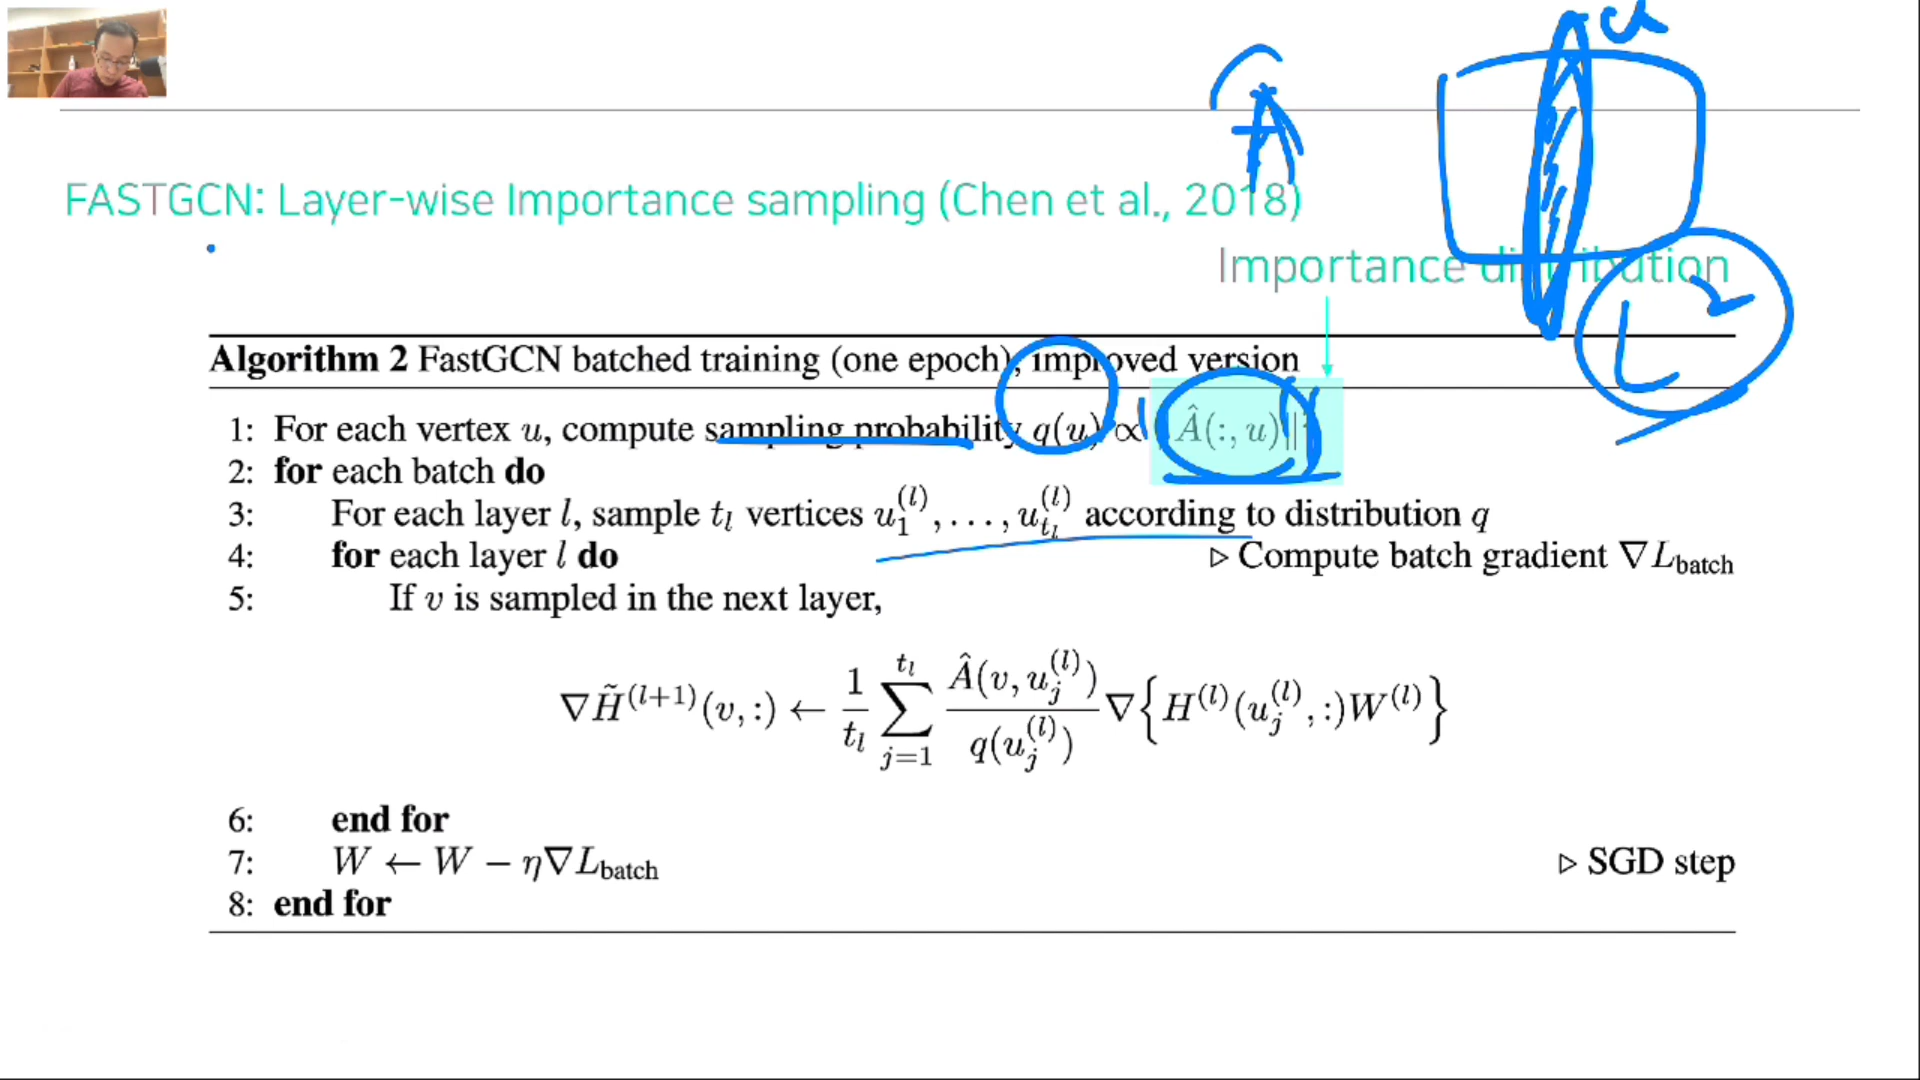 Â
u
FASTGCN: Layer-wise Importance sampling (Chen et al., 2018)
Importance distribution
L2
Algorithm 2 FastGCN batched training (one epoch), improved version
1: For each vertex u, compute sampling probability q(u) ∝ ‖Â(:, u)‖²
2: for each batch do
3: For each layer l, sample t_l vertices u_1^{(l)}, . . . , u_{t_l}^{(l)} according to distribution q
4: for each layer l do ▷ Compute batch gradient ∇L_batch
5: If v is sampled in the next layer,
∇H̃^{(l+1)}(v, :) ← \frac{1}{t_l} \sum_{j=1}^{t_l} \frac{Â(v, u_j^{(l)})}{q(u_j^{(l)})} ∇{H^{(l)}(u_j^{(l)}, :)W^{(l)}}
6: end for
7: W ← W − η∇L_batch ▷ SGD step
8: end for